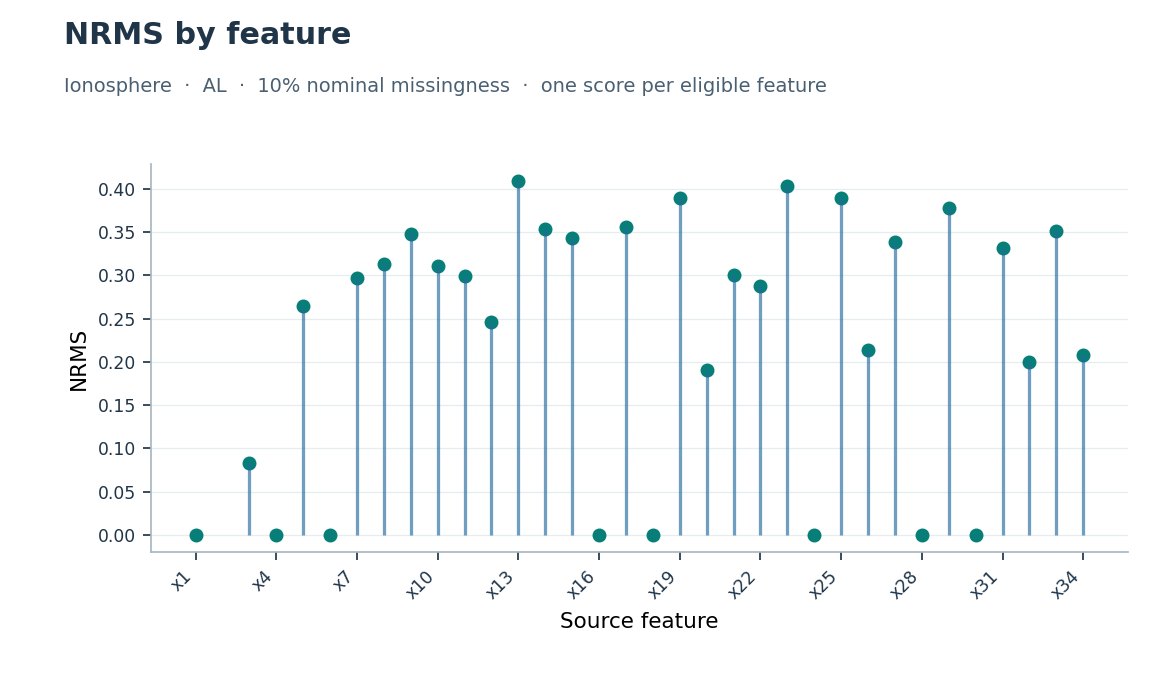 NRMS by feature
Ionosphere · AL · 10% nominal missingness · one score per eligible feature
NRMS
0.40
0.35
0.30
0.25
0.20
0.15
0.10
0.05
0.00
x1 x4 x7 x10 x13 x16 x19 x22 x25 x28 x31 x34
Source feature